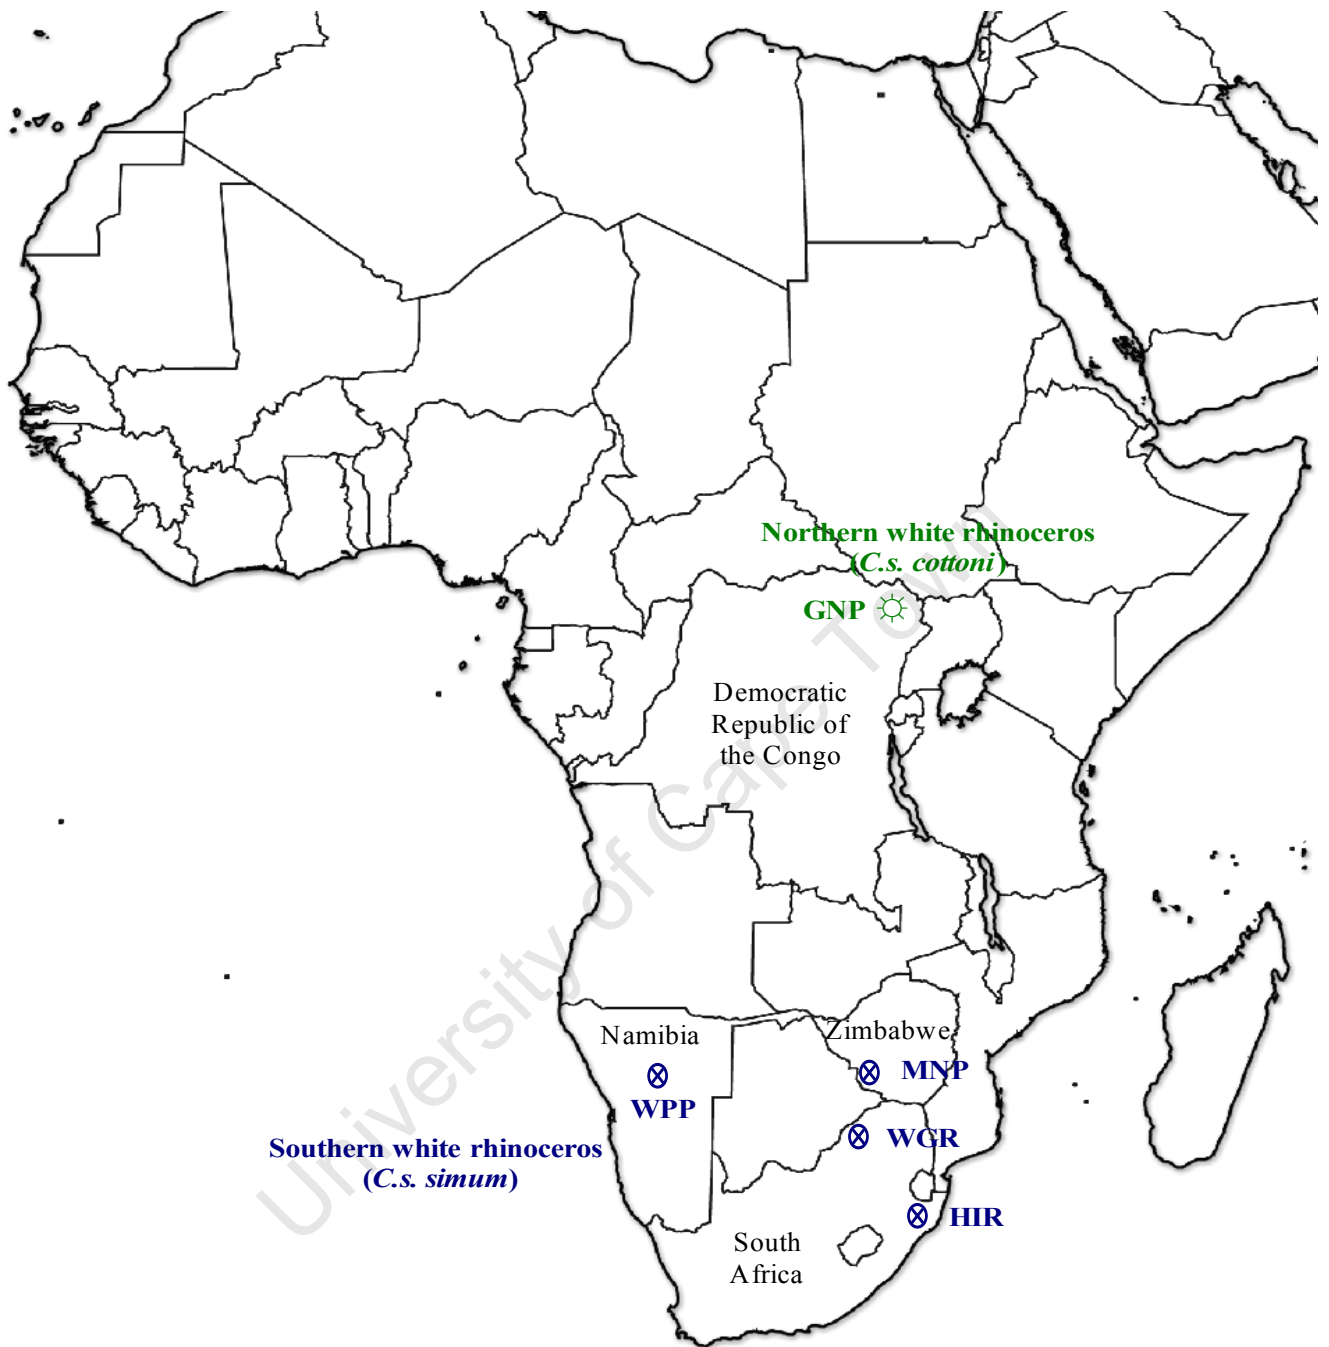 Northern white rhinoceros
(C.s. cottoni)
GNP
Democratic
Republic of
the Congo
Namibia
Zimbabwe
MNP
WPP
WGR
Southern white rhinoceros
(C.s. simum)
HIR
South
Africa
University of Cape Town